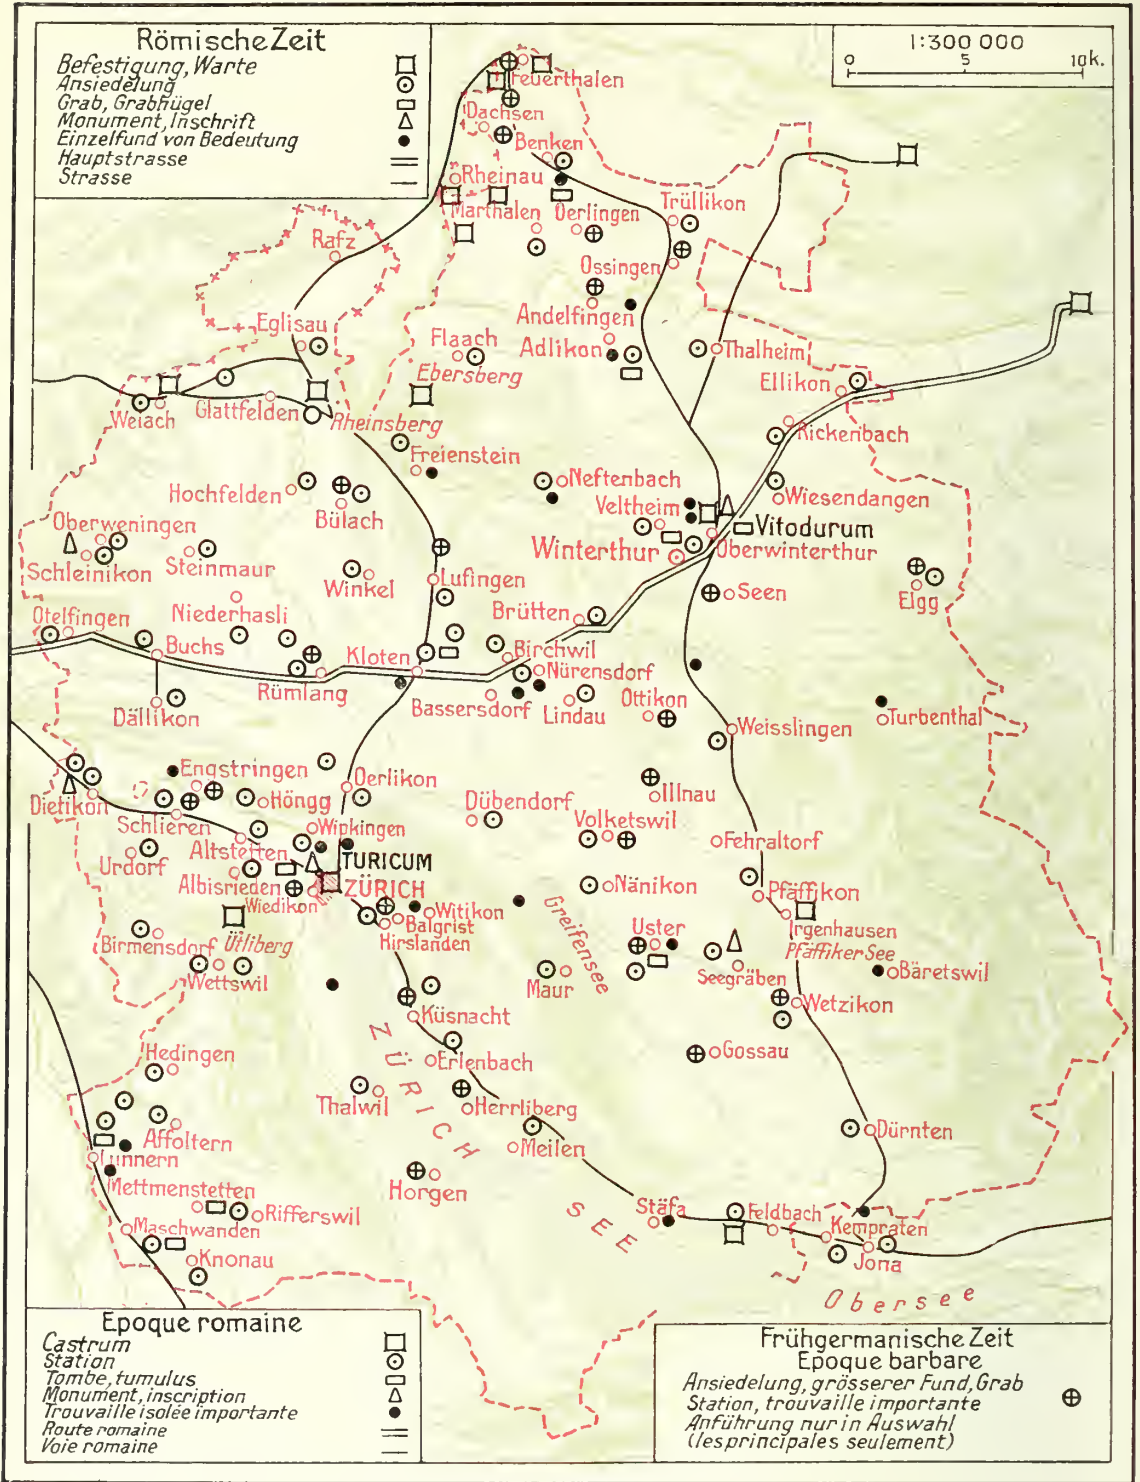 Römische Zeit
Befestigung, Warte
Ansiedelung
Grab, Grabhügel
Monument, Inschrift
Einzelfund von Bedeutung
Hauptstrasse
Strasse
1:300 000
0 5 10k.
Feuerthalen
Dachsen
Benken
Rheinau
Marthalen
Oerlingen
Trüllikon
Rafz
Ossingen
Andelfingen
Eglisau
Flaach
Adlikon
Thalheim
Ebersberg
Ellikon
Weiach
Glattfelden
Rheinsberg
Rickenbach
Freienstein
Hochfelden
Bülach
Neftenbach
Wiesendangen
Veltheim
Vitodurum
Oberweningen
Winterthur
Oberwinterthur
Schleinikon
Steinmaur
Winkel
Lufingen
Seen
Elgg
Niederhasli
Brütten
Otelfingen
Buchs
Kloten
Birchwil
Nürensdorf
Rümlang
Bassersdorf
Lindau
Ottikon
Dällikon
Weisslingen
Turbenthal
Engstringen
Oerlikon
Dietikon
Höngg
Dübendorf
Illnau
Schlieren
Wipkingen
Volketswil
Fehraltorf
Urdorf
Altstetten
TURICUM
Albisrieden
ZÜRICH
Nänikon
Pfäffikon
Wiedikon
Witikon
Balgrist
Hirslanden
Greifensee
Uster
Irgenhausen
Birmensdorf
Ütliberg
Pfäffiker See
Wettswil
Maur
Seegräben
Bäretswil
Küsnacht
Wetzikon
ZÜRICH
Hedingen
Erlenbach
Gossau
Thalwil
Herrliberg
Affoltern
Meilen
Dürnten
Lunnern
Mettmenstetten
Horgen
Rifferswil
Stäfa
Feldbach
Maschwanden
SEE
Kempraten
Knonau
Jona
Obersee
Epoque romaine
Castrum
Station
Tombe, tumulus
Monument, inscription
Trouvaille isolée importante
Route romaine
Voie romaine
Frühgermanische Zeit
Epoque barbare
Ansiedelung, grösserer Fund, Grab
Station, trouvaille importante
Anführung nur in Auswahl
(les principales seulement)